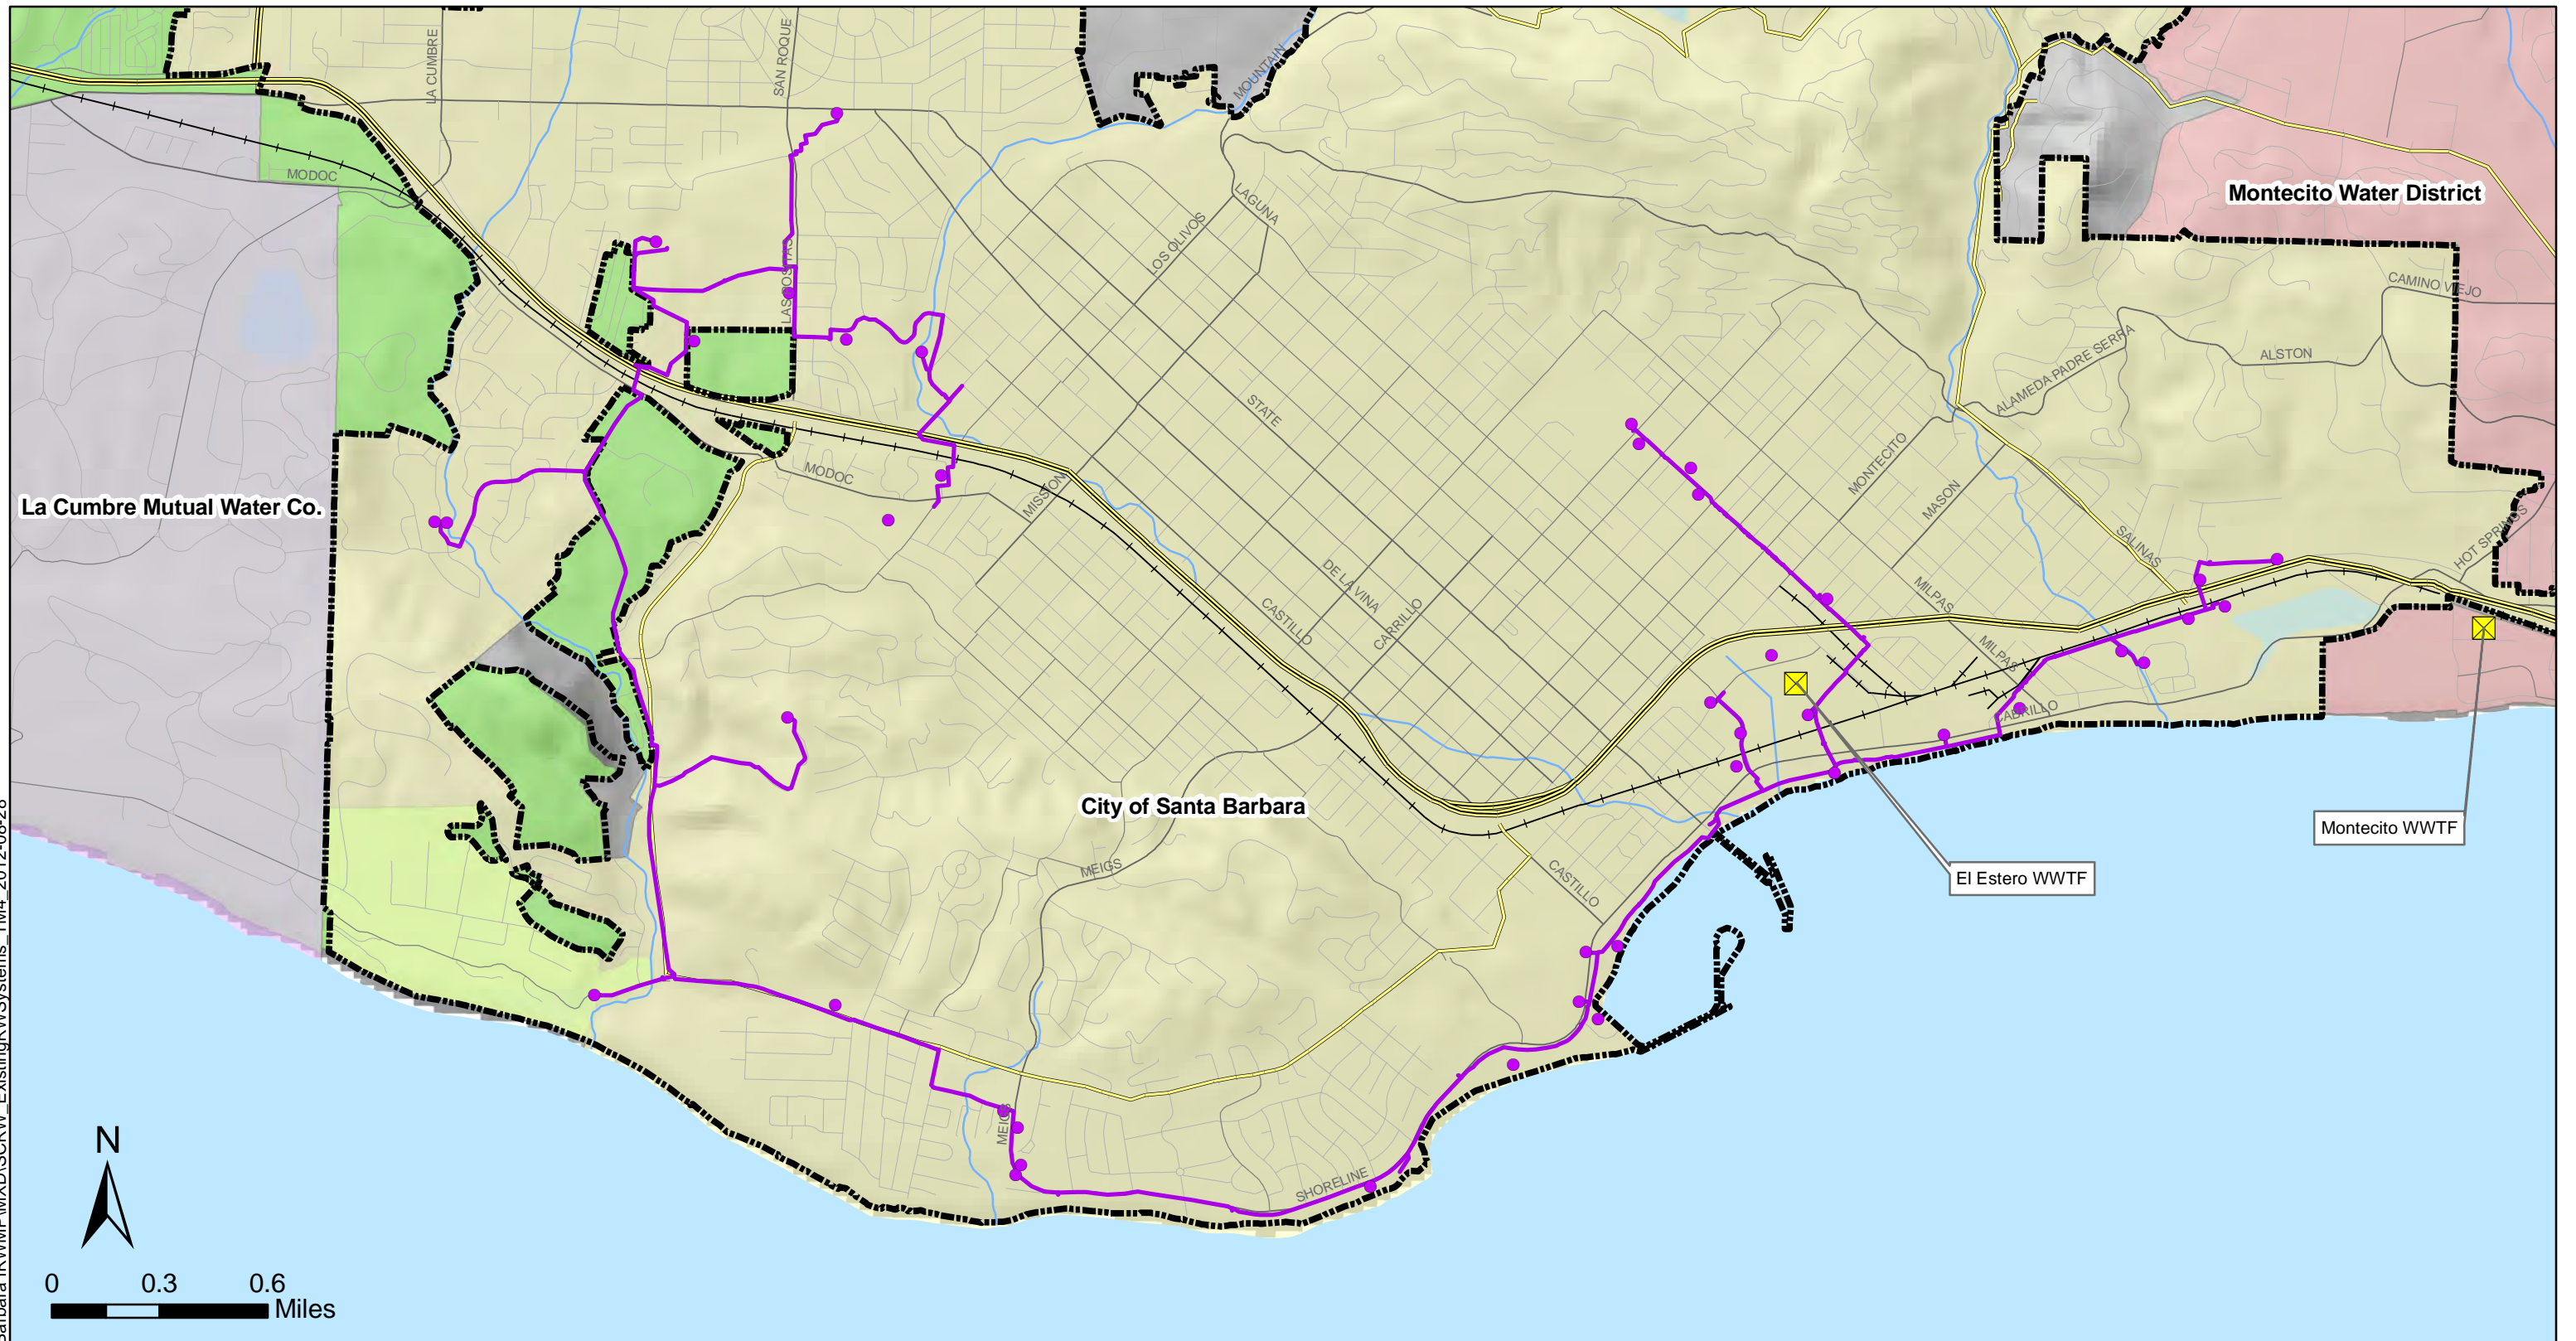 LA CUMBRE
SAN ROQUE
MOUNTAIN
MODOC
LAGUNA
LOS OLIVOS
Montecito Water District
CAMINO VIEJO
ALAMEDA PADRE SERRA
ALSTON
STATE
MODOC
MISSION
MONTECITO
MASON
La Cumbre Mutual Water Co.
HOT SPRINGS
SALINAS
DE LA VINA
CASTILLO
CARRILLO
MILPAS
MILPAS
CABRILLO
City of Santa Barbara
Montecito WWTF
MEIGS
CASTILLO
El Estero WWTF
MEIGS
SHORELINE
N
0 0.3 0.6
Miles